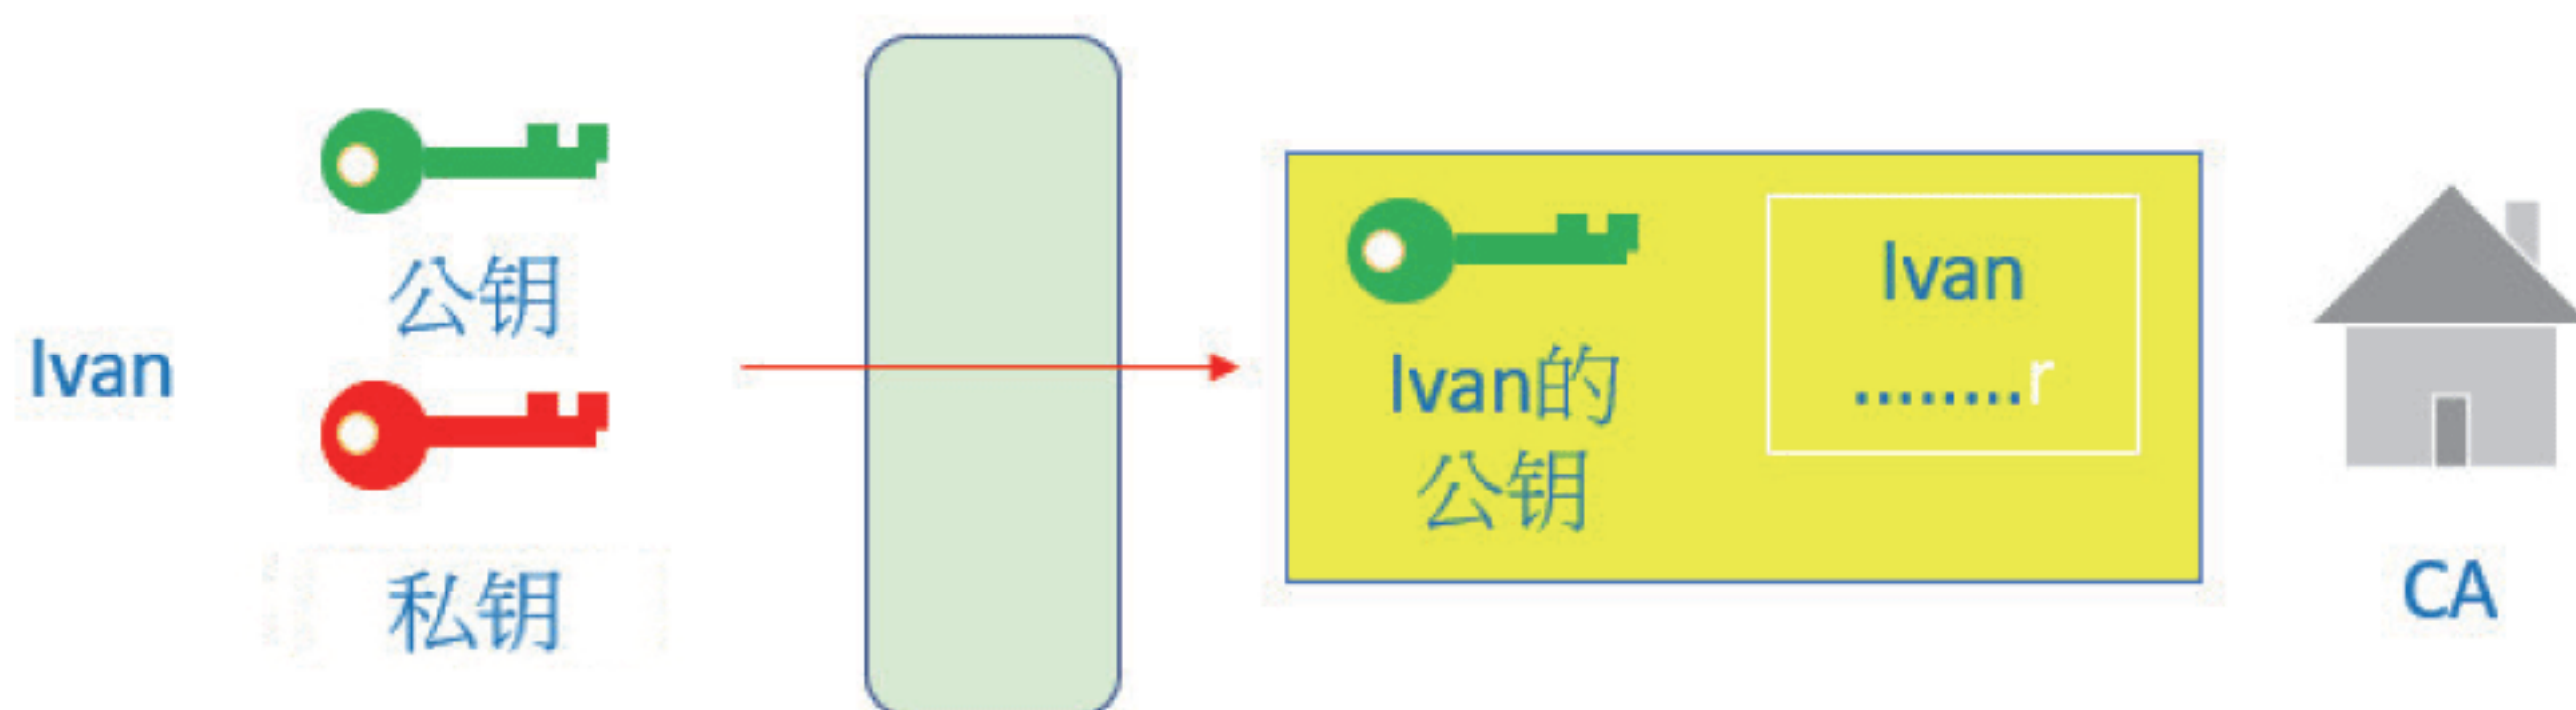 Ivan
公钥
私钥
Ivan的
公钥
Ivan
........r
CA